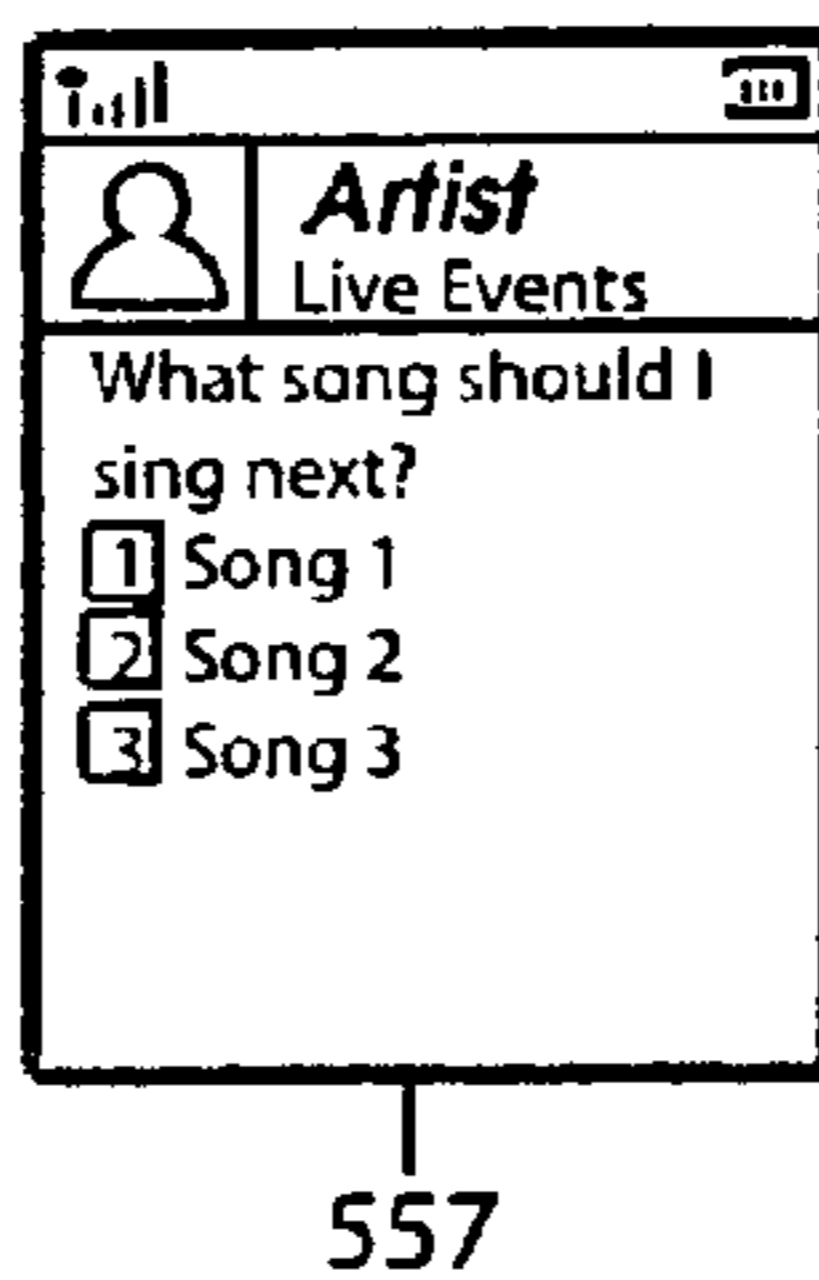 Artist
Live Events
What song should I
sing next?
1 Song 1
2 Song 2
3 Song 3
557